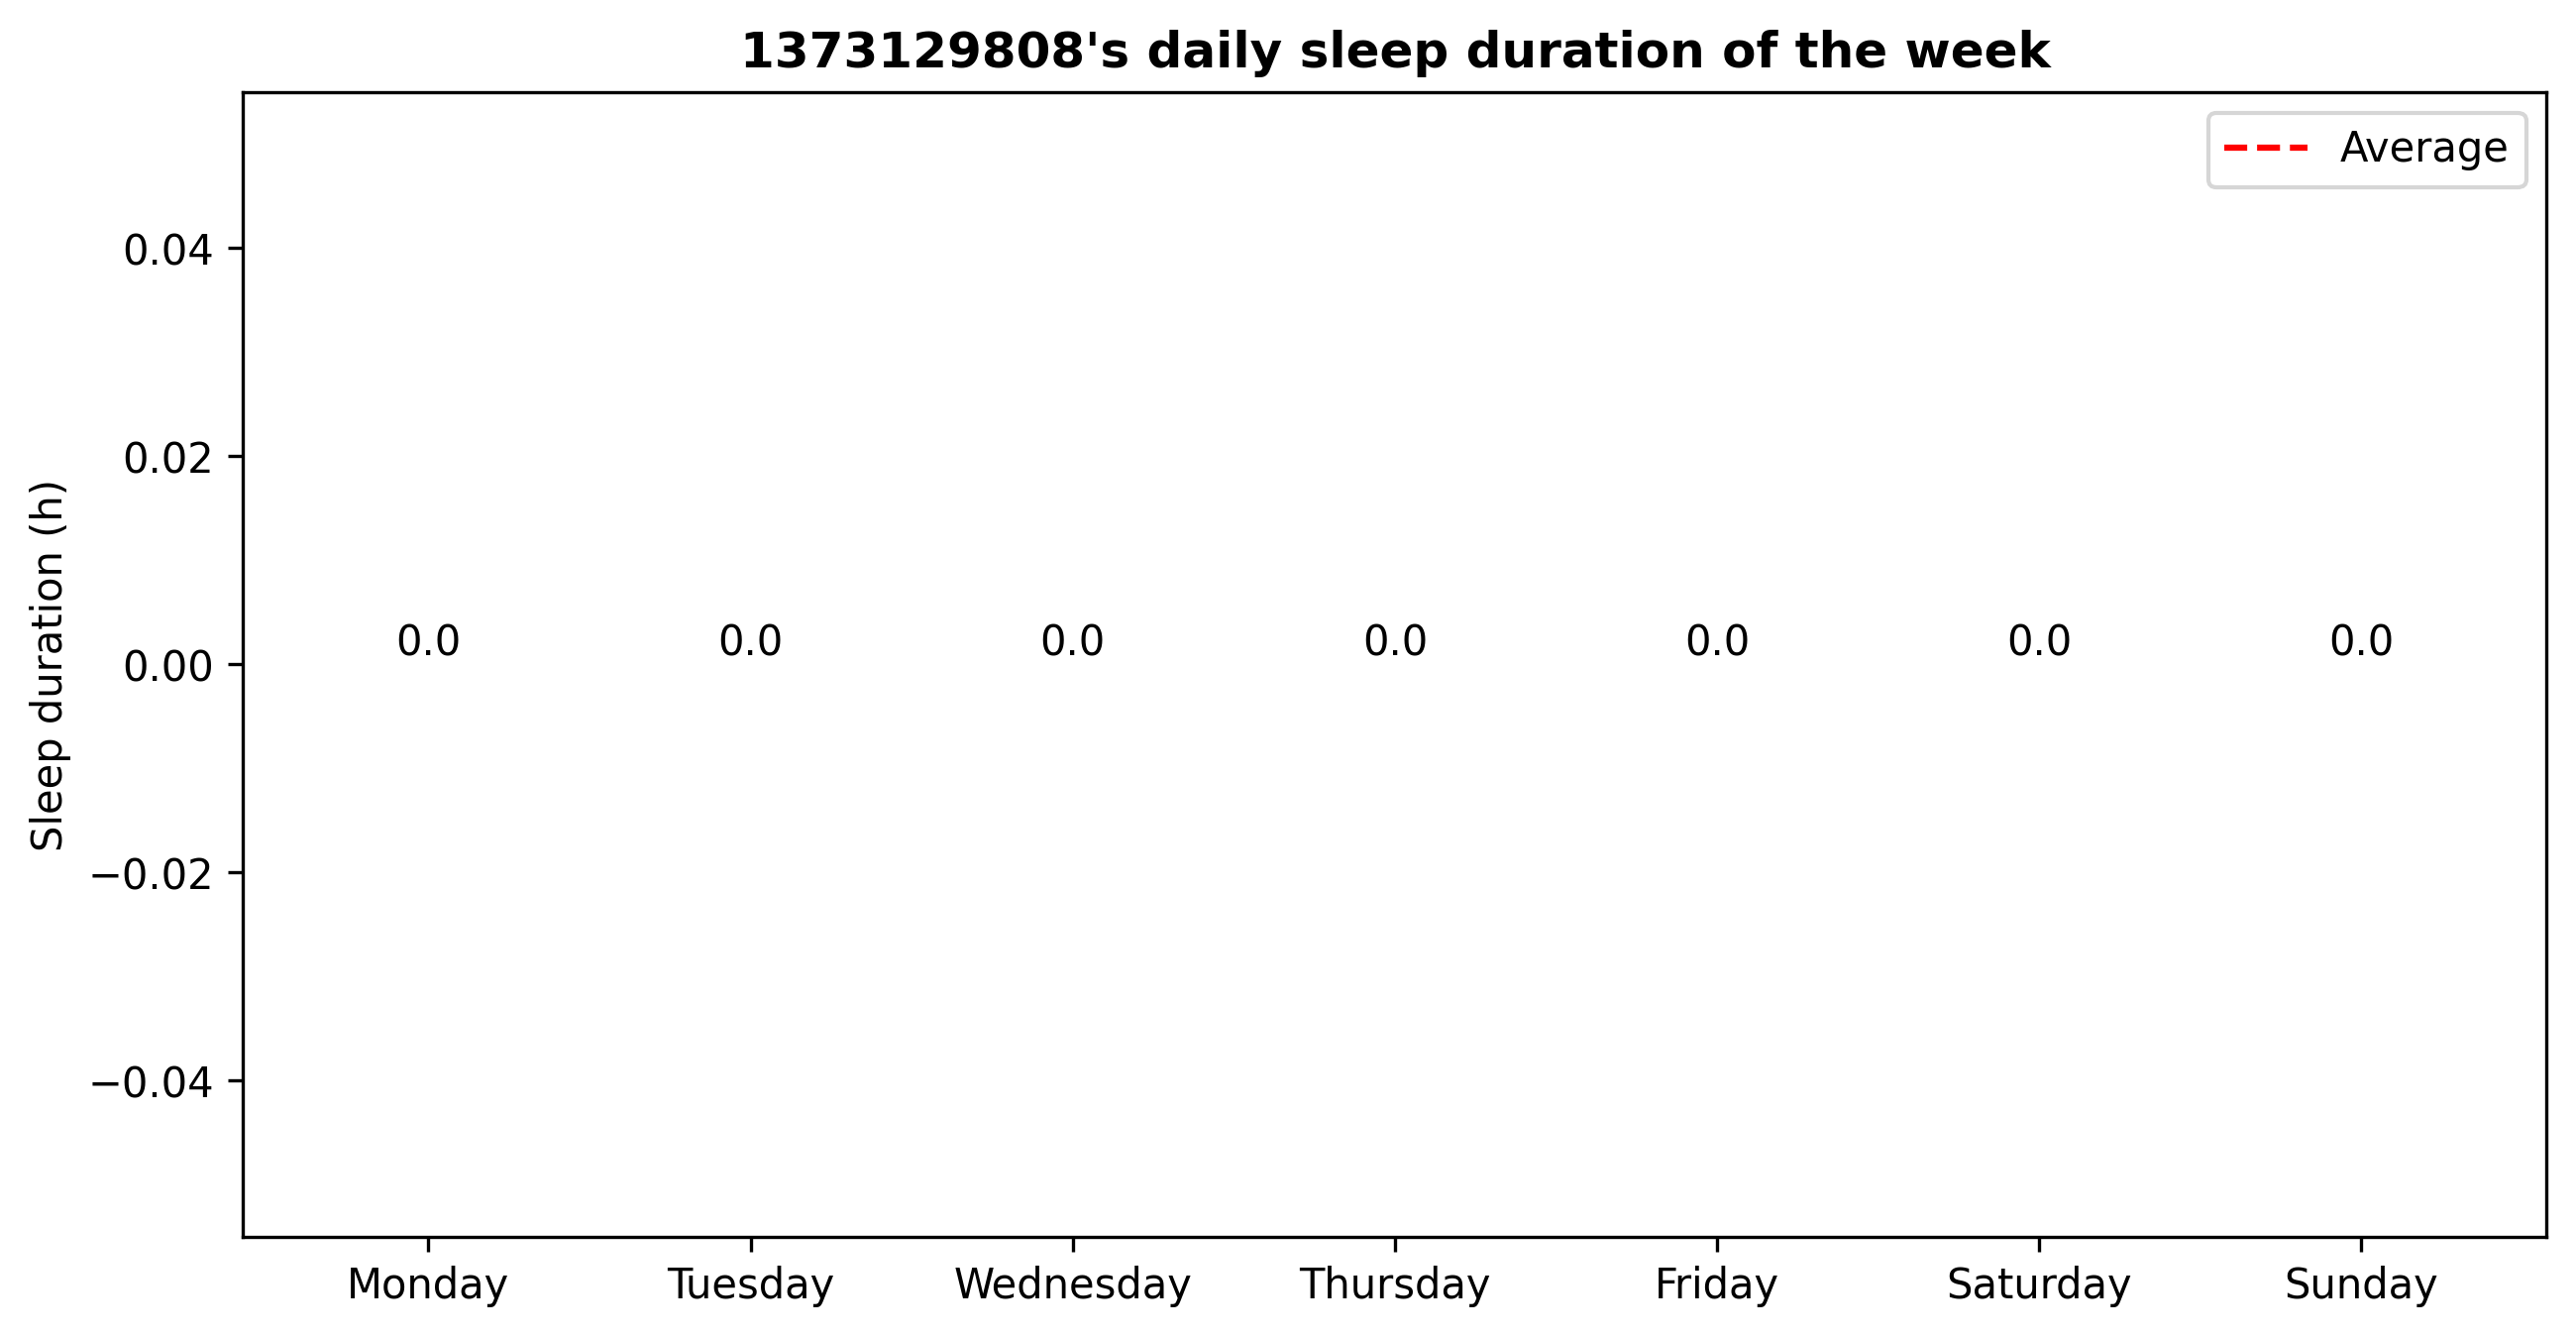 1373129808's daily sleep duration of the week
Average
Sleep duration (h)
0.04
0.02
0.00
−0.02
−0.04
0.0 0.0 0.0 0.0 0.0 0.0 0.0
Monday Tuesday Wednesday Thursday Friday Saturday Sunday